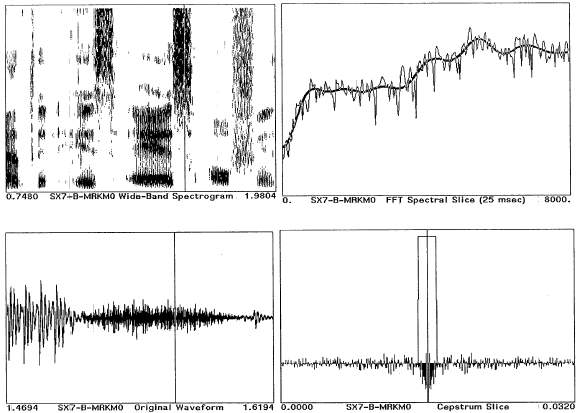 0.7480 SX7-B-MRKM0 Wide-Band Spectrogram 1.9804
0. SX7-B-MRKM0 FFT Spectral Slice (25 msec) 8000.
1.4694 SX7-B-MRKM0 Original Waveform 1.6194
0.0000 SX7-B-MRKM0 Cepstrum Slice 0.0320